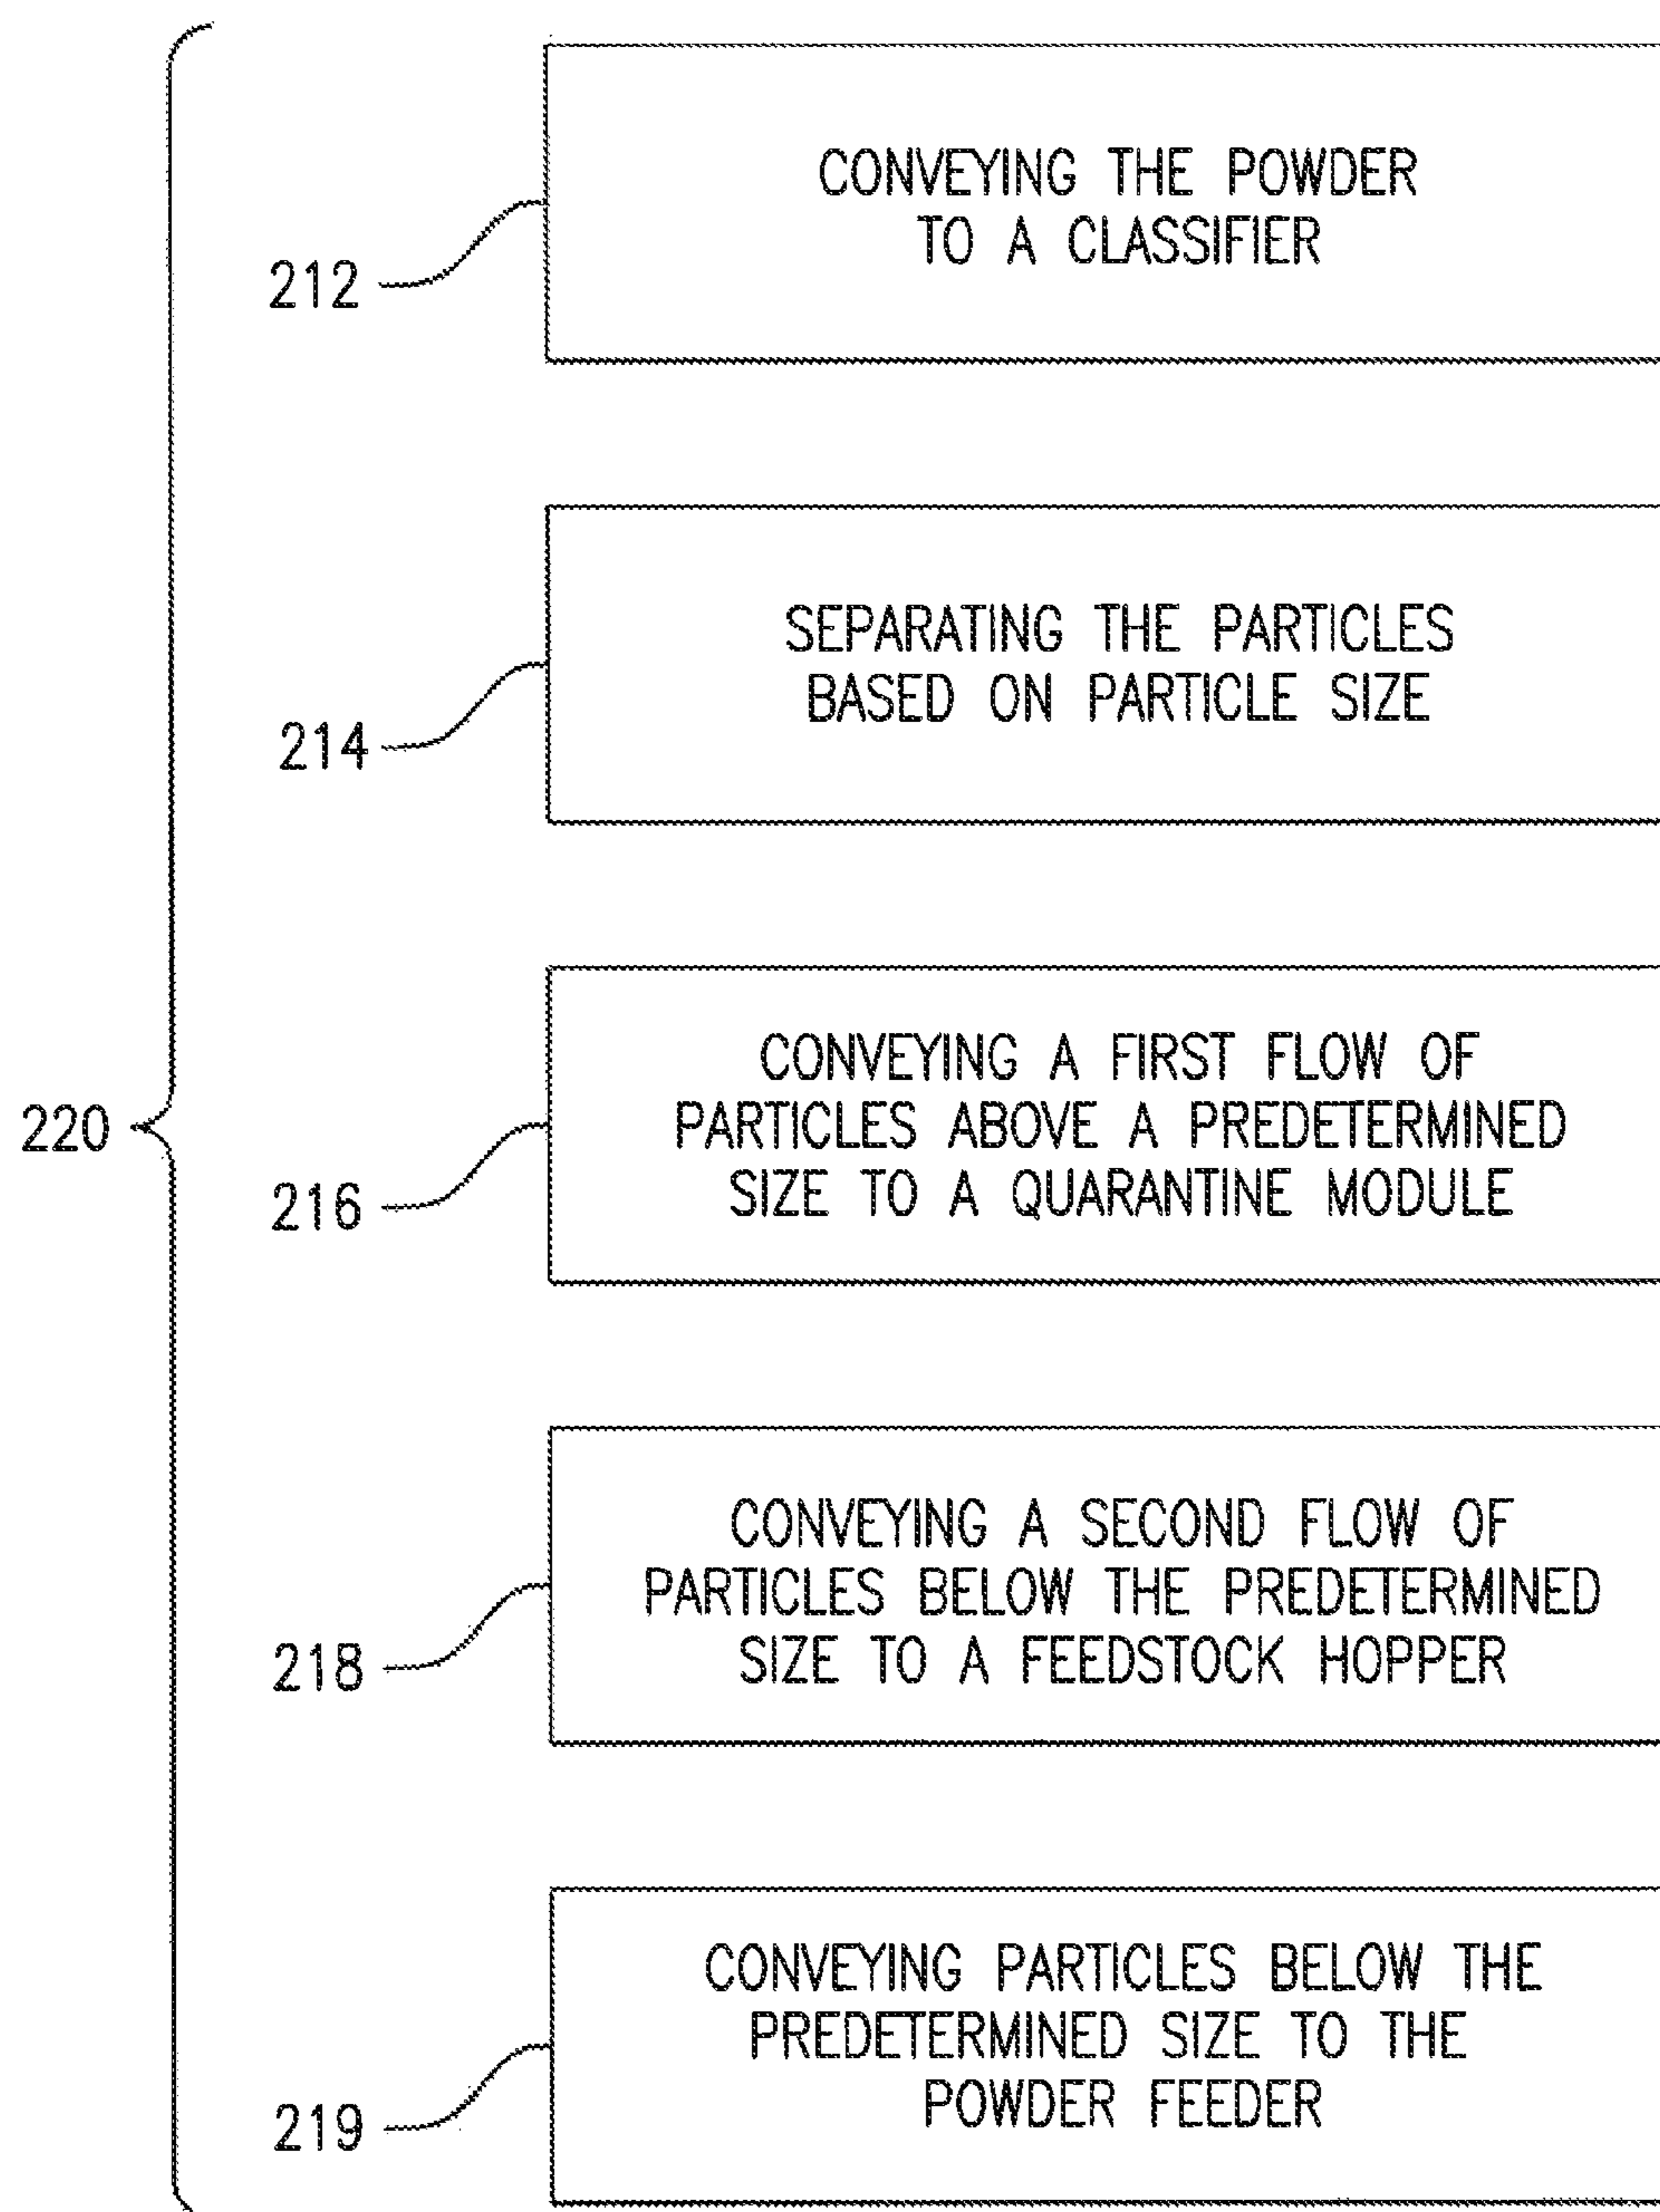 CONVEYING THE POWDER
TO A CLASSIFIER
212
SEPARATING THE PARTICLES
BASED ON PARTICLE SIZE
214
CONVEYING A FIRST FLOW OF
PARTICLES ABOVE A PREDETERMINED
SIZE TO A QUARANTINE MODULE
220
216
CONVEYING A SECOND FLOW OF
PARTICLES BELOW THE PREDETERMINED
SIZE TO A FEEDSTOCK HOPPER
218
CONVEYING PARTICLES BELOW THE
PREDETERMINED SIZE TO THE
POWDER FEEDER
219